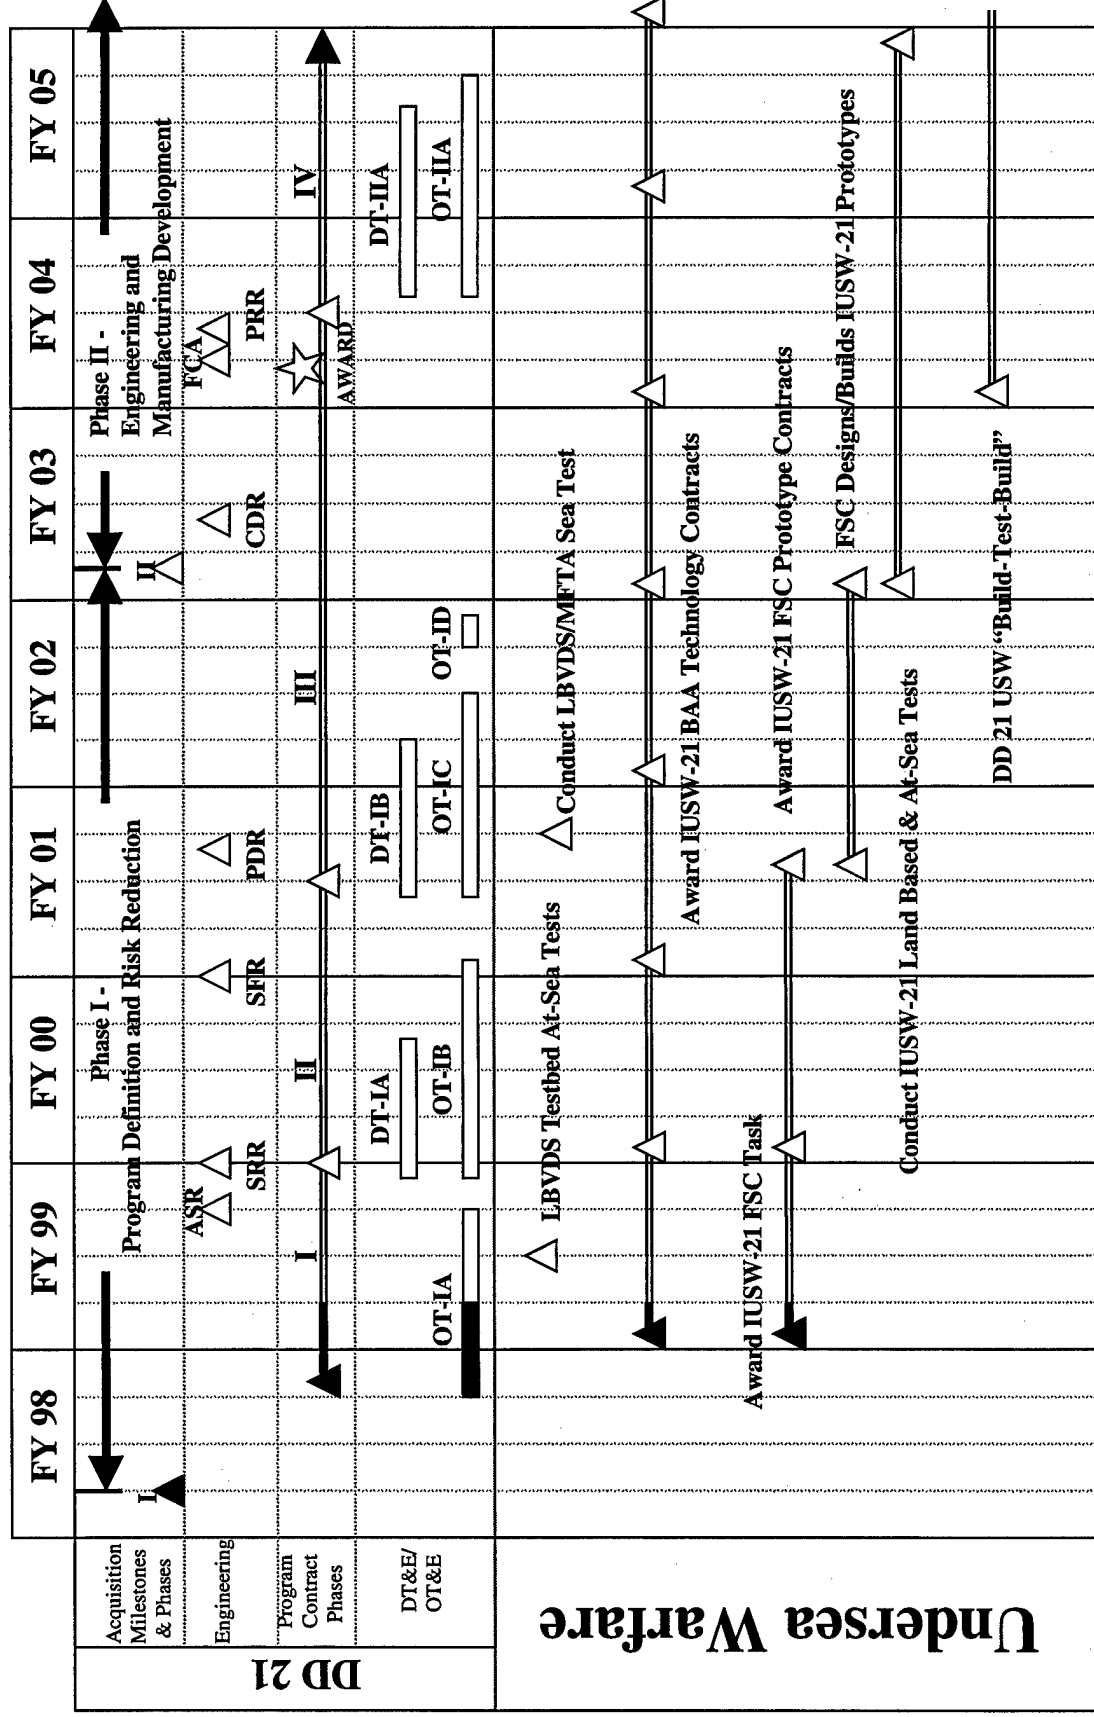 FY 98 FY 99 FY 00 FY 01 FY 02 FY 03 FY 04 FY 05
DD 21
Acquisition
Milestones
& Phases
I
Phase I -
Program Definition and Risk Reduction
II
Phase II -
Engineering and
Manufacturing Development
Engineering
ASR
SRR
SFR
PDR
CDR
FCA
PRR
Program
Contract
Phases
I
II
III
IV
AWARD
DT&E/
OT&E
DT-IA
DT-IB
DT-IIA
OT-IA
OT-IB
OT-IC
OT-ID
OT-IIA
Undersea Warfare
LBVDS Testbed At-Sea Tests
Conduct LBVDS/MFTA Sea Test
Award IUSW-21 BAA Technology Contracts
Award IUSW-21 FSC Task
Award IUSW-21 FSC Prototype Contracts
FSC Designs/Builds IUSW-21 Prototypes
Conduct IUSW-21 Land Based & At-Sea Tests
DD 21 USW “Build-Test-Build”